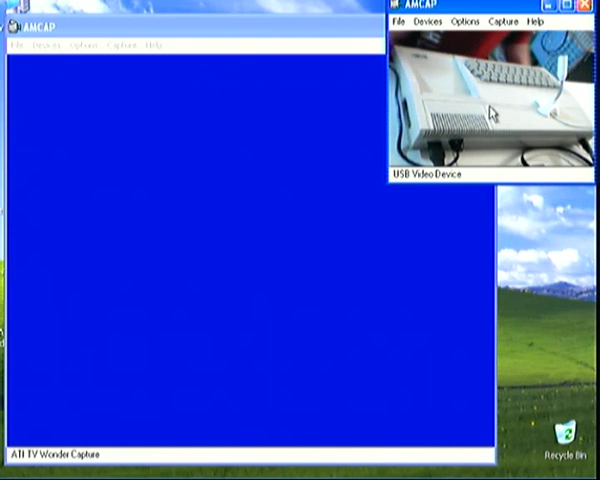 AMCAP
File Devices Options Capture Help
AMCAP
File Devices Options Capture Help
USB Video Device
ATI TV Wonder Capture
Recycle Bin